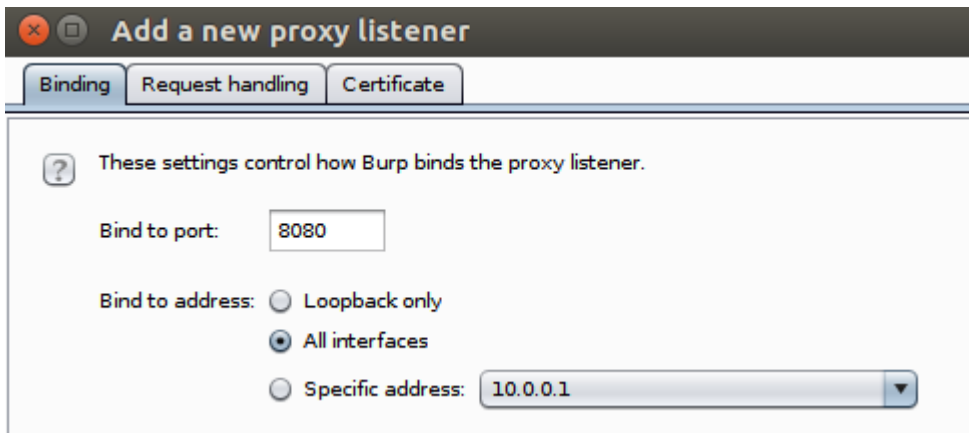 Add a new proxy listener
Binding Request handling Certificate
? These settings control how Burp binds the proxy listener.
Bind to port: 8080
Bind to address: Loopback only
All interfaces
Specific address: 10.0.0.1